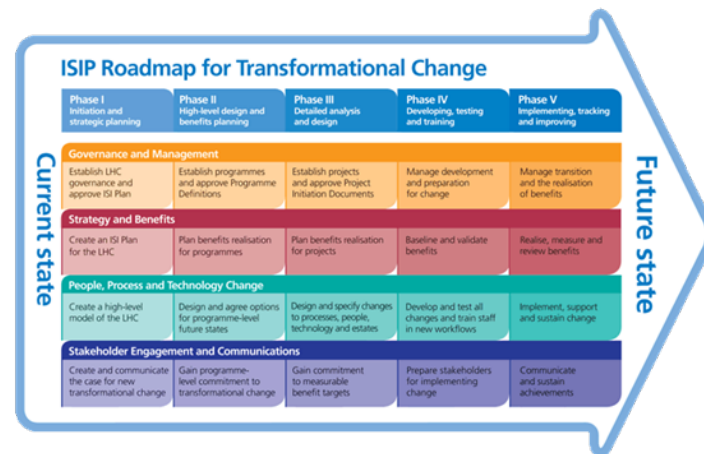 ISIP Roadmap for Transformational Change
Phase I
Initiation and
strategic planning
Phase II
High-level design and
benefits planning
Phase III
Detailed analysis
and design
Phase IV
Developing, testing
and training
Phase V
Implementing, tracking
and improving
Current state
Governance and Management
Establish LHC
governance and
approve ISI Plan
Establish programmes
and approve Programme
Definitions
Establish projects
and approve Project
Initiation Documents
Manage development
and preparation
for change
Manage transition
and the realisation
of benefits
Strategy and Benefits
Create an ISI Plan
for the LHC
Plan benefits realisation
for programmes
Plan benefits realisation
for projects
Baseline and validate
benefits
Realise, measure and
review benefits
People, Process and Technology Change
Create a high-level
model of the LHC
Design and agree options
for programme-level
future states
Design and specify changes
to processes, people,
technology and estates
Develop and test all
changes and train staff
in new workflows
Implement, support
and sustain change
Stakeholder Engagement and Communications
Create and communicate
the case for new
transformational change
Gain programme-
level commitment to
transformational change
Gain commitment
to measurable
benefit targets
Prepare stakeholders
for implementing
change
Communicate
and sustain
achievements
Future state